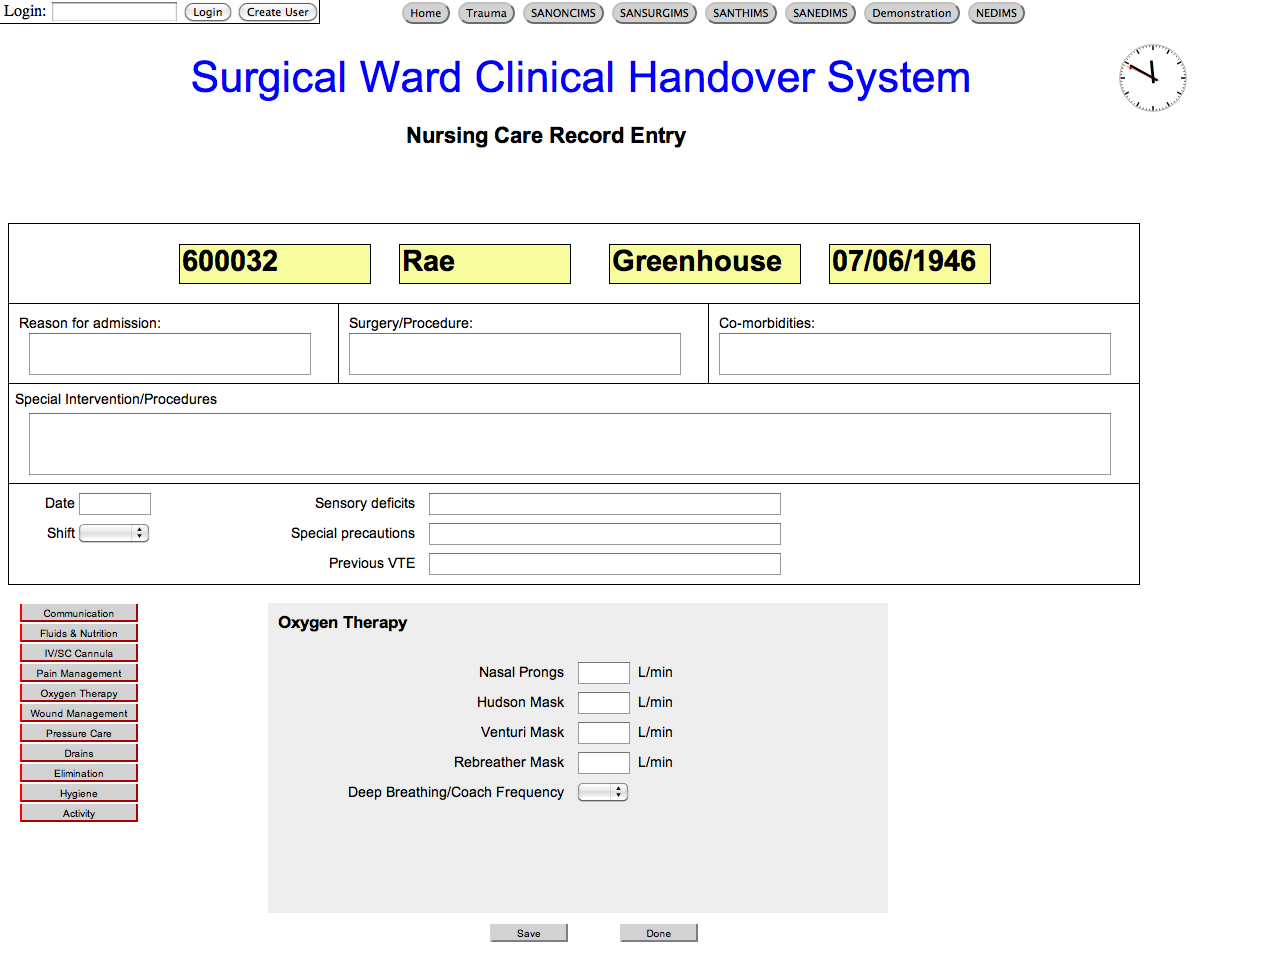 Login: Login Create User Home Trauma SANONCIMS SANSURGIMS SANTHIMS SANEDIMS Demonstration NEDIMS
Surgical Ward Clinical Handover System
Nursing Care Record Entry
600032 Rae Greenhouse 07/06/1946
Reason for admission: Surgery/Procedure: Co-morbidities:
Special Intervention/Procedures
Date Sensory deficits
Shift Special precautions
Previous VTE
Communication
Fluids & Nutrition
IV/SC Cannula
Pain Management
Oxygen Therapy
Wound Management
Pressure Care
Drains
Elimination
Hygiene
Activity
Oxygen Therapy
Nasal Prongs L/min
Hudson Mask L/min
Venturi Mask L/min
Rebreather Mask L/min
Deep Breathing/Coach Frequency
Save Done